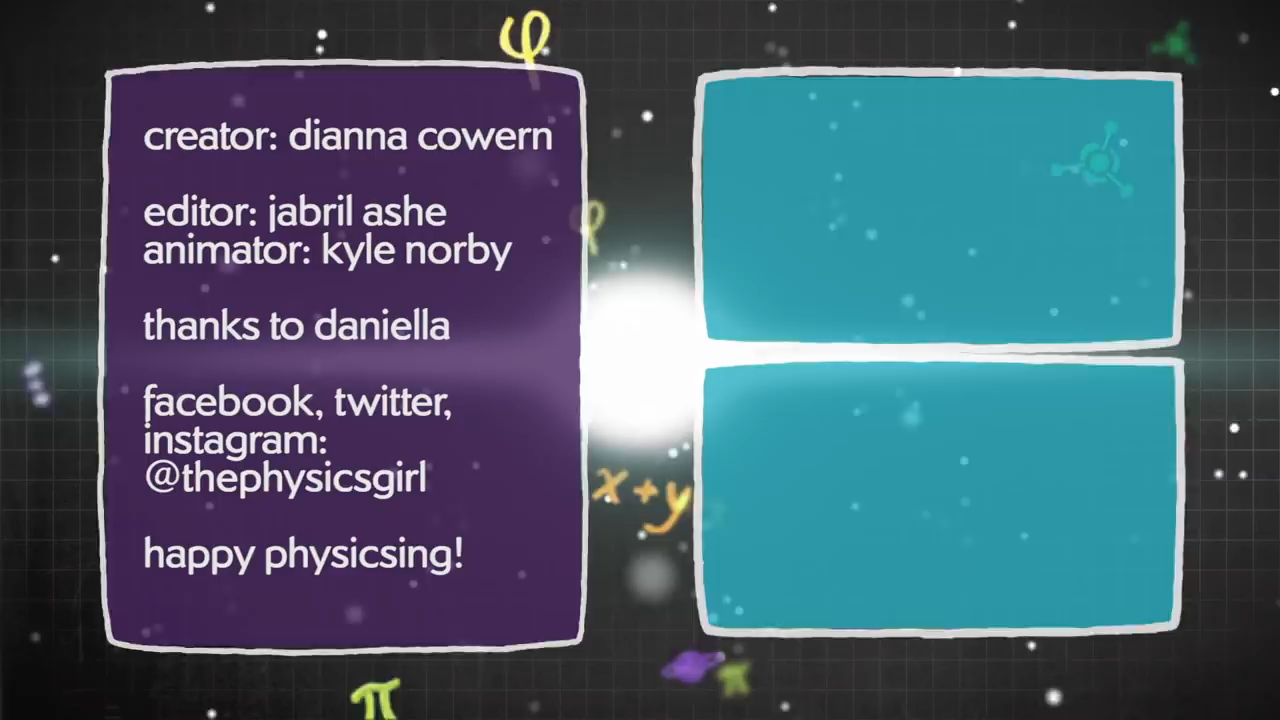 φ
creator: dianna cowern
editor: jabril ashe
animator: kyle norby
φ
thanks to daniella
facebook, twitter,
instagram:
@thephysicsgirl
x+y
happy physicsing!
π
π